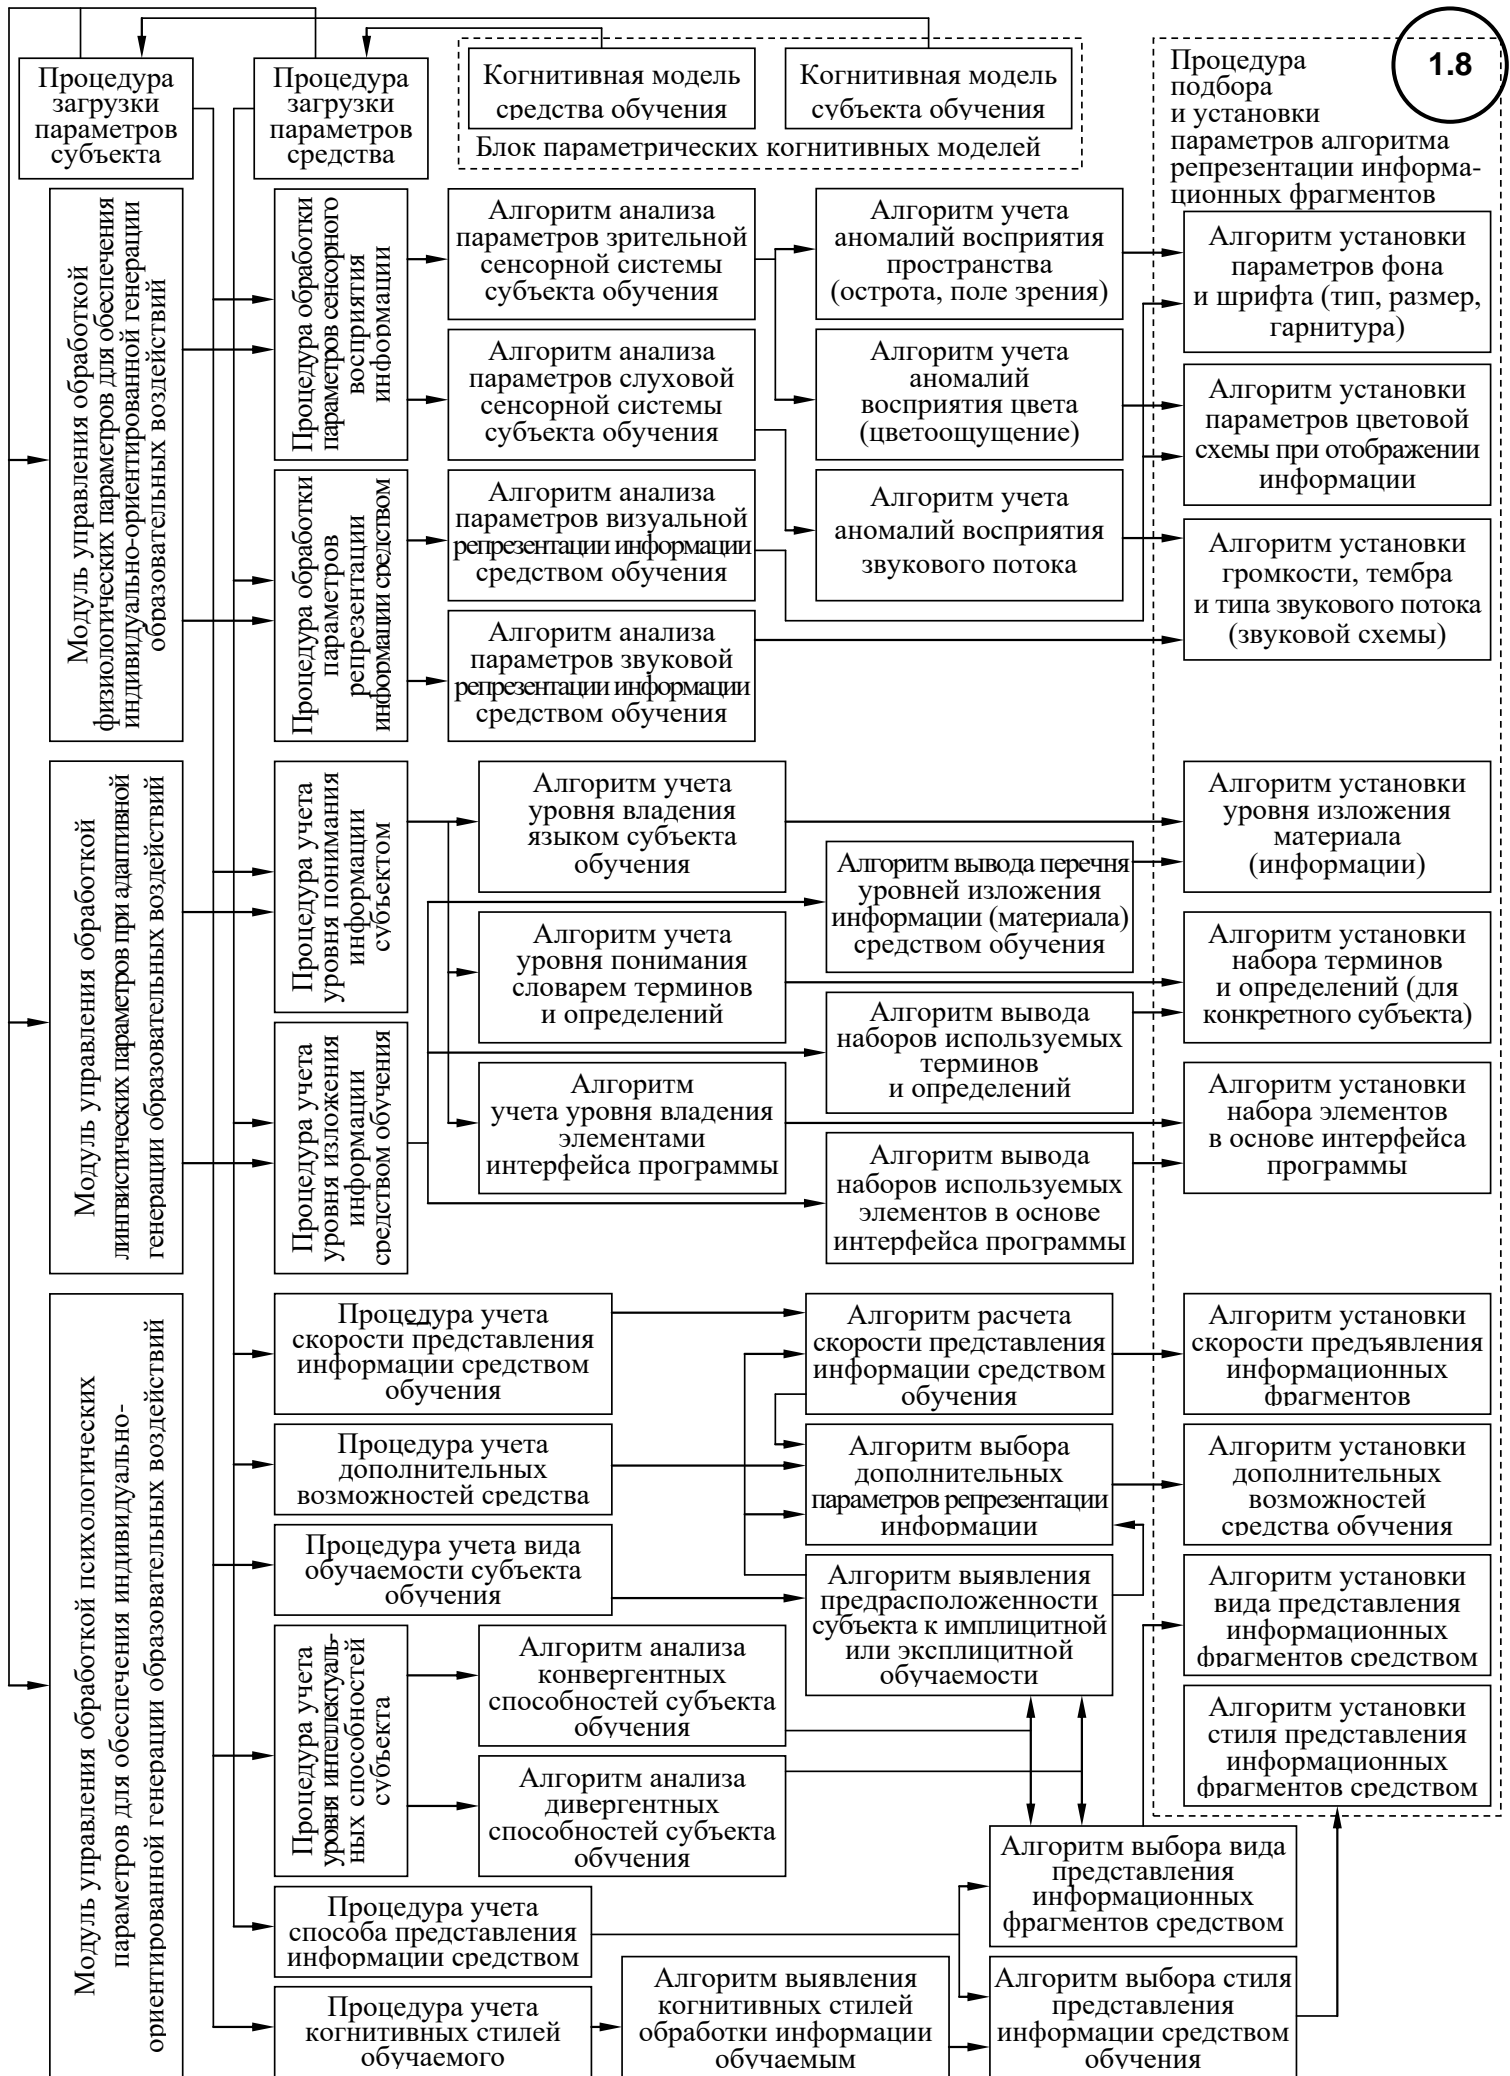 Процедура
загрузки
параметров
субъекта
Процедура
загрузки
параметров
средства
Когнитивная модель
средства обучения
Когнитивная модель
субъекта обучения
Блок параметрических когнитивных моделей
Процедура
подбора
и установки
параметров алгоритма
репрезентации информа-
ционных фрагментов
1.8
Модуль управления обработкой
физиологических параметров для обеспечения
индивидуально-ориентированной генерации
образовательных воздействий
Процедура обработки
параметров сенсорного
восприятия
информации
Алгоритм анализа
параметров зрительной
сенсорной системы
субъекта обучения
Алгоритм учета
аномалий восприятия
пространства
(острота, поле зрения)
Алгоритм установки
параметров фона
и шрифта (тип, размер,
гарнитура)
Алгоритм анализа
параметров слуховой
сенсорной системы
субъекта обучения
Алгоритм учета
аномалий
восприятия цвета
(цветоощущение)
Алгоритм установки
параметров цветовой
схемы при отображении
информации
Процедура обработки
параметров
репрезентации
информации средством
Алгоритм анализа
параметров визуальной
репрезентации информации
средством обучения
Алгоритм учета
аномалий восприятия
звукового потока
Алгоритм установки
громкости, тембра
и типа звукового потока
(звуковой схемы)
Алгоритм анализа
параметров звуковой
репрезентации информации
средством обучения
Модуль управления обработкой
лингвистических параметров при адаптивной
генерации образовательных воздействий
Процедура учета
уровня понимания
информации
субъектом
Алгоритм учета
уровня владения
языком субъекта
обучения
Алгоритм вывода перечня
уровней изложения
информации (материала)
средством обучения
Алгоритм установки
уровня изложения
материала
(информации)
Алгоритм учета
уровня понимания
словарем терминов
и определений
Алгоритм установки
набора терминов
и определений (для
конкретного субъекта)
Процедура учета
уровня изложения
информации
средством обучения
Алгоритм вывода
наборов используемых
терминов
и определений
Алгоритм
учета уровня владения
элементами
интерфейса программы
Алгоритм установки
набора элементов
в основе интерфейса
программы
Алгоритм вывода
наборов используемых
элементов в основе
интерфейса программы
Модуль управления обработкой психологических
параметров для обеспечения индивидуально-
ориентированной генерации образовательных воздействий
Процедура учета
скорости представления
информации средством
обучения
Алгоритм расчета
скорости представления
информации средством
обучения
Алгоритм установки
скорости предъявления
информационных
фрагментов
Процедура учета
дополнительных
возможностей средства
Алгоритм выбора
дополнительных
параметров репрезентации
информации
Алгоритм установки
дополнительных
возможностей
средства обучения
Процедура учета вида
обучаемости субъекта
обучения
Алгоритм выявления
предрасположенности
субъекта к имплицитной
или эксплицитной
обучаемости
Алгоритм установки
вида представления
информационных
фрагментов средством
Процедура учета
уровня интеллектуаль-
ных способностей
субъекта
Алгоритм анализа
конвергентных
способностей субъекта
обучения
Алгоритм установки
стиля представления
информационных
фрагментов средством
Алгоритм анализа
дивергентных
способностей субъекта
обучения
Алгоритм выбора вида
представления
информационных
фрагментов средством
Процедура учета
способа представления
информации средством
Процедура учета
когнитивных стилей
обучаемого
Алгоритм выявления
когнитивных стилей
обработки информации
обучаемым
Алгоритм выбора стиля
представления
информации средством
обучения